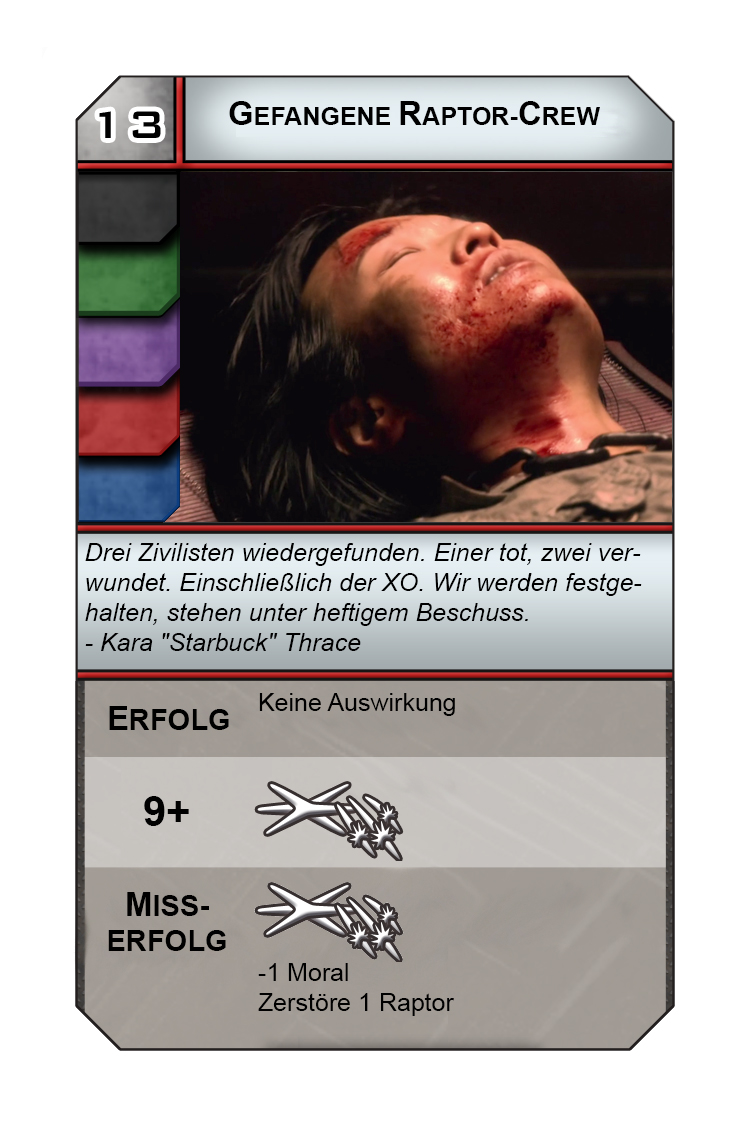 13
GEFANGENE RAPTOR-CREW
Drei Zivilisten wiedergefunden. Einer tot, zwei ver-
wundet. Einschließlich der XO. Wir werden festge-
halten, stehen unter heftigem Beschuss.
- Kara "Starbuck" Thrace
ERFOLG
Keine Auswirkung
9+
MISS-
ERFOLG
-1 Moral
Zerstöre 1 Raptor